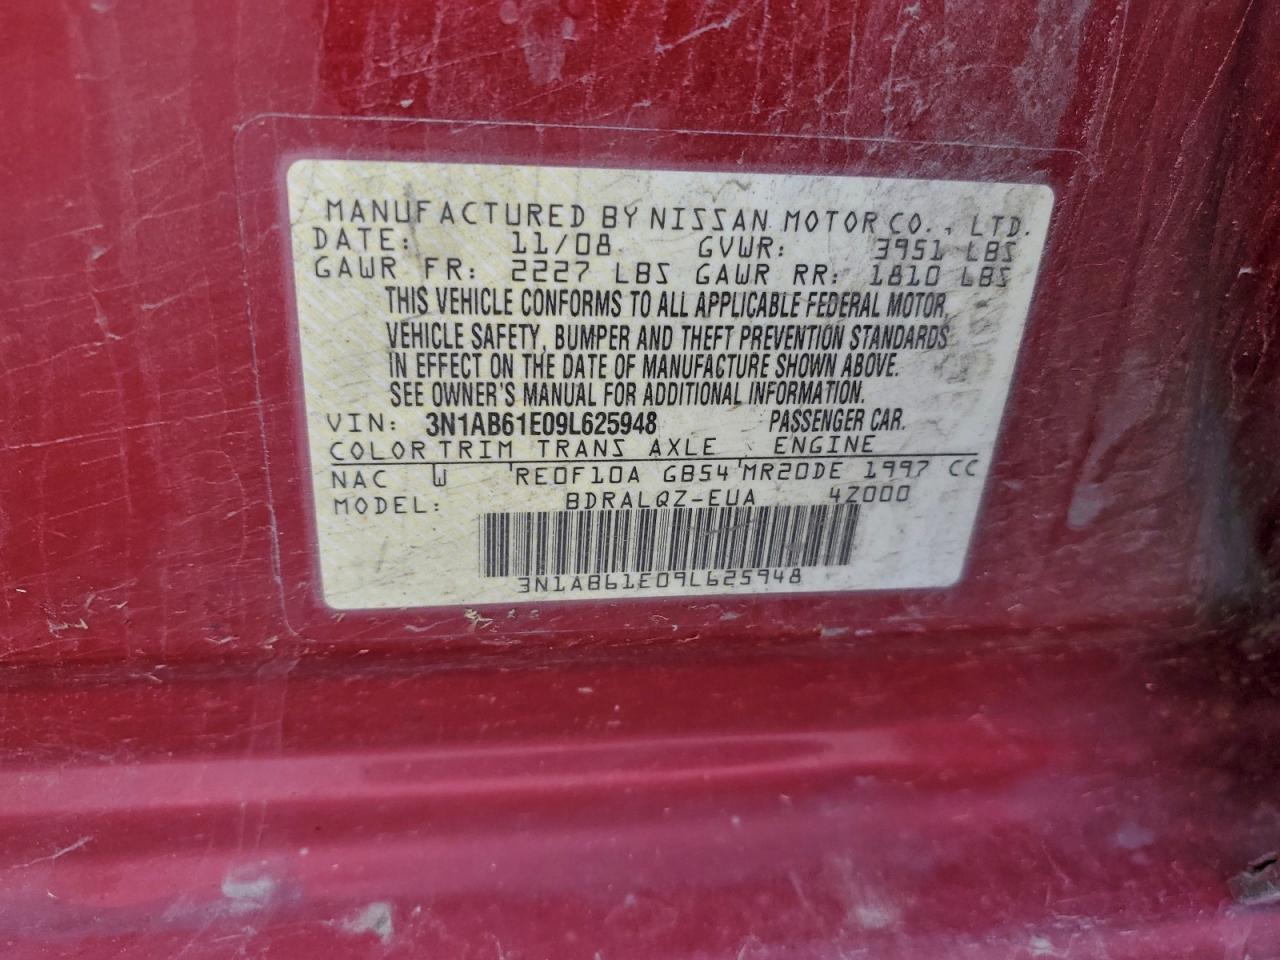 MANUFACTURED BY NISSAN MOTOR CO., LTD.
DATE: 11/08 GVWR: 3951 LBS
GAWR FR: 2227 LBS GAWR RR: 1810 LBS
THIS VEHICLE CONFORMS TO ALL APPLICABLE FEDERAL MOTOR
VEHICLE SAFETY, BUMPER AND THEFT PREVENTION STANDARDS
IN EFFECT ON THE DATE OF MANUFACTURE SHOWN ABOVE.
SEE OWNER'S MANUAL FOR ADDITIONAL INFORMATION.
VIN: 3N1AB61E09L625948 PASSENGER CAR.
COLOR TRIM TRANS AXLE ENGINE
NAC W RE0F10A GB54 MR20DE 1997 CC
MODEL: BDRALQZ-EUA 4Z000
3N1AB61E09L625948